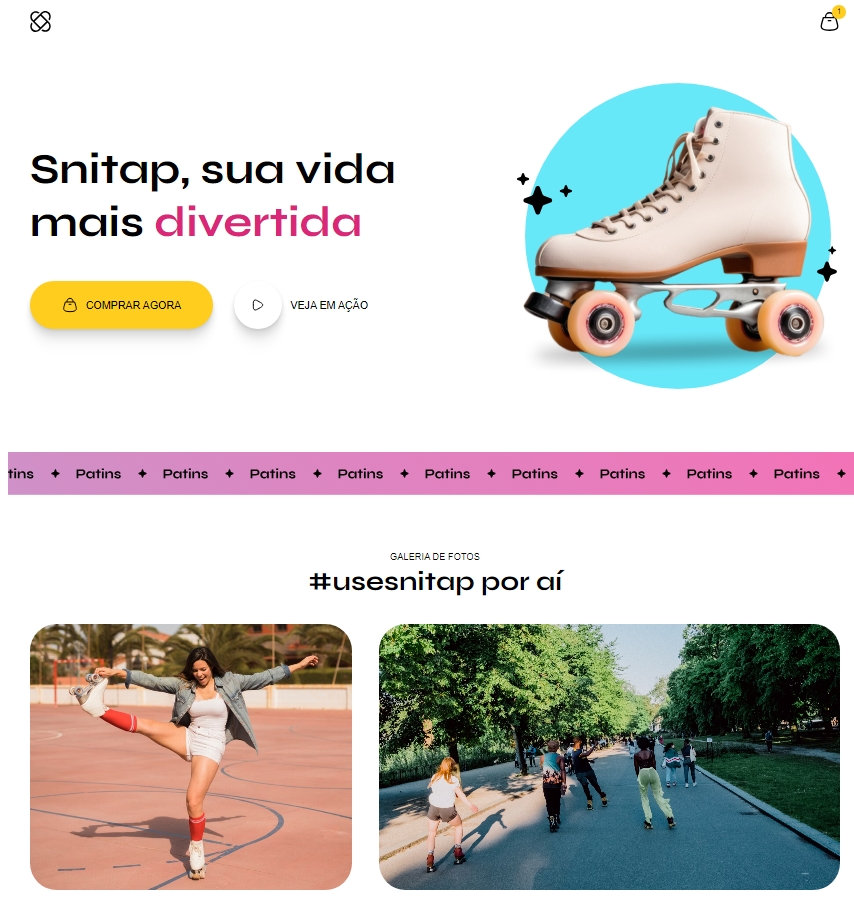 1
Snitap, sua vida
mais divertida
COMPRAR AGORA
VEJA EM AÇÃO
tins ✦ Patins ✦ Patins ✦ Patins ✦ Patins ✦ Patins ✦ Patins ✦ Patins ✦ Patins ✦ Patins ✦
GALERIA DE FOTOS
#usesnitap por aí